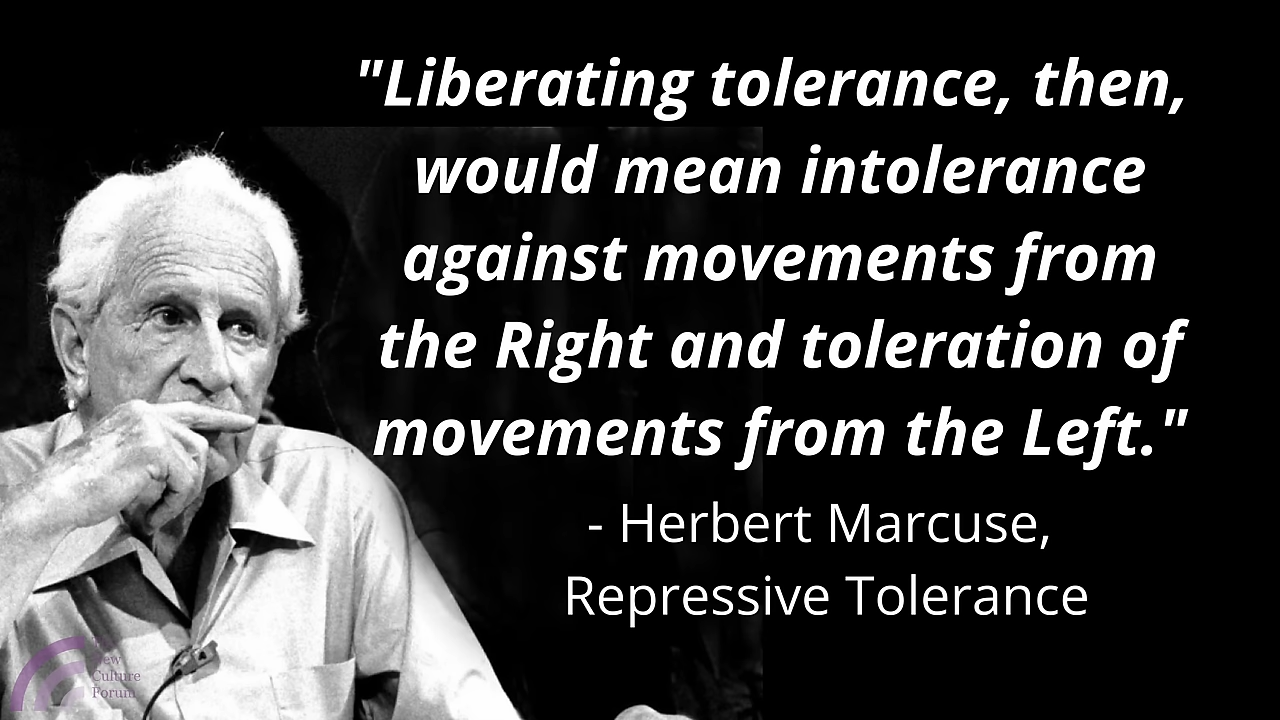 "Liberating tolerance, then,
would mean intolerance
against movements from
the Right and toleration of
movements from the Left."
- Herbert Marcuse,
Repressive Tolerance
New
Culture
Forum